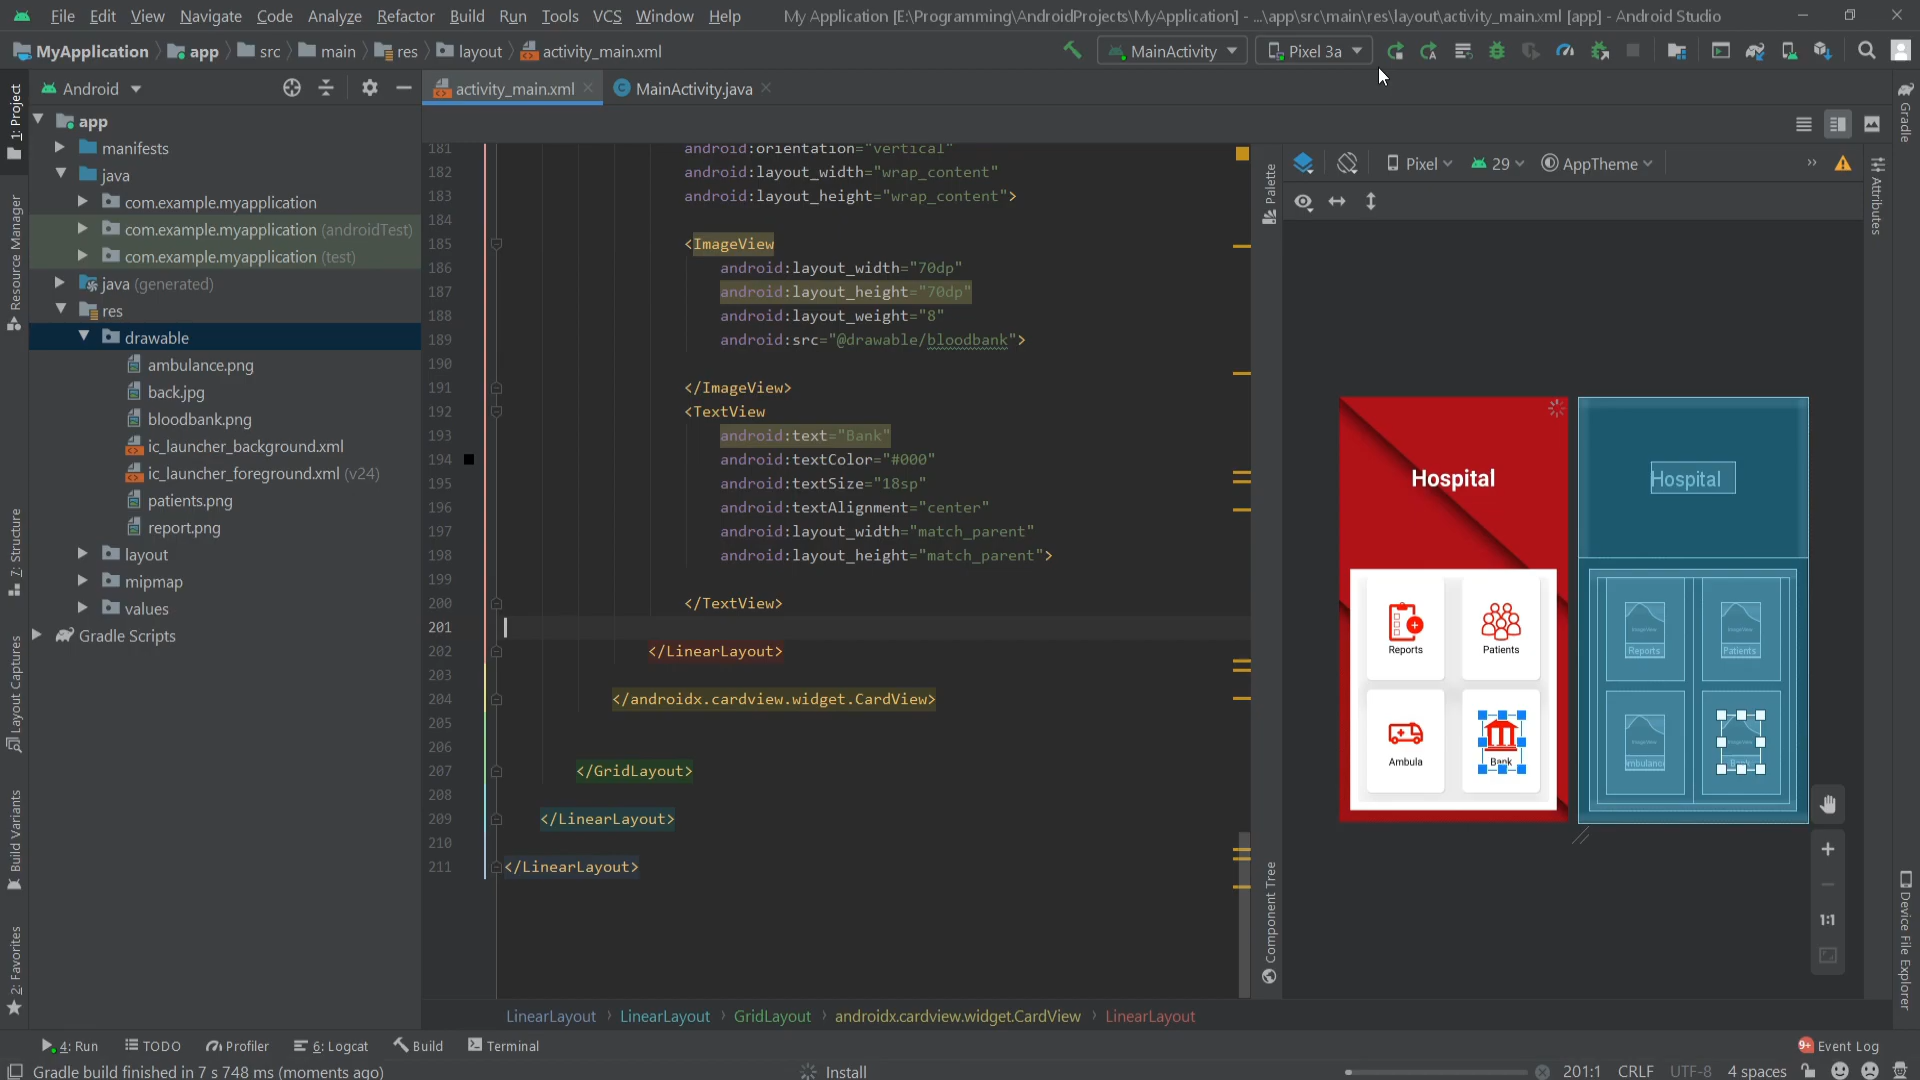 File Edit View Navigate Code Analyze Refactor Build Run Tools VCS Window Help My Application [E:\Programming\AndroidProjects\MyApplication] - ...\app\src\main\res\layout\activity_main.xml [app] - Android Studio
MyApplication app src main res layout activity_main.xml MainActivity Pixel 3a
Android activity_main.xml MainActivity.java
1: Project
Resource Manager
7: Structure
Layout Captures
Build Variants
2: Favorites
app
manifests
java
com.example.myapplication
com.example.myapplication (androidTest)
com.example.myapplication (test)
java (generated)
res
drawable
ambulance.png
back.jpg
bloodbank.png
ic_launcher_background.xml
ic_launcher_foreground.xml (v24)
patients.png
report.png
layout
mipmap
values
Gradle Scripts
181 android:orientation="vertical"
182 android:layout_width="wrap_content"
183 android:layout_height="wrap_content">
184
185 <ImageView
186 android:layout_width="70dp"
187 android:layout_height="70dp"
188 android:layout_weight="8"
189 android:src="@drawable/bloodbank">
190
191 </ImageView>
192 <TextView
193 android:text="Bank"
194 android:textColor="#000"
195 android:textSize="18sp"
196 android:textAlignment="center"
197 android:layout_width="match_parent"
198 android:layout_height="match_parent">
199
200 </TextView>
201
202 </LinearLayout>
203
204 </androidx.cardview.widget.CardView>
205
206
207 </GridLayout>
208
209 </LinearLayout>
210
211 </LinearLayout>
LinearLayout LinearLayout GridLayout androidx.cardview.widget.CardView LinearLayout
Palette
Component Tree
Pixel 29 AppTheme
Hospital
Reports Patients
Ambula Bank
Hospital
Reports Patients
1:1
Gradle
Attributes
Device File Explorer
4: Run TODO Profiler 6: Logcat Build Terminal 9+ Event Log
Gradle build finished in 7 s 748 ms (moments ago) Install 201:1 CRLF UTF-8 4 spaces